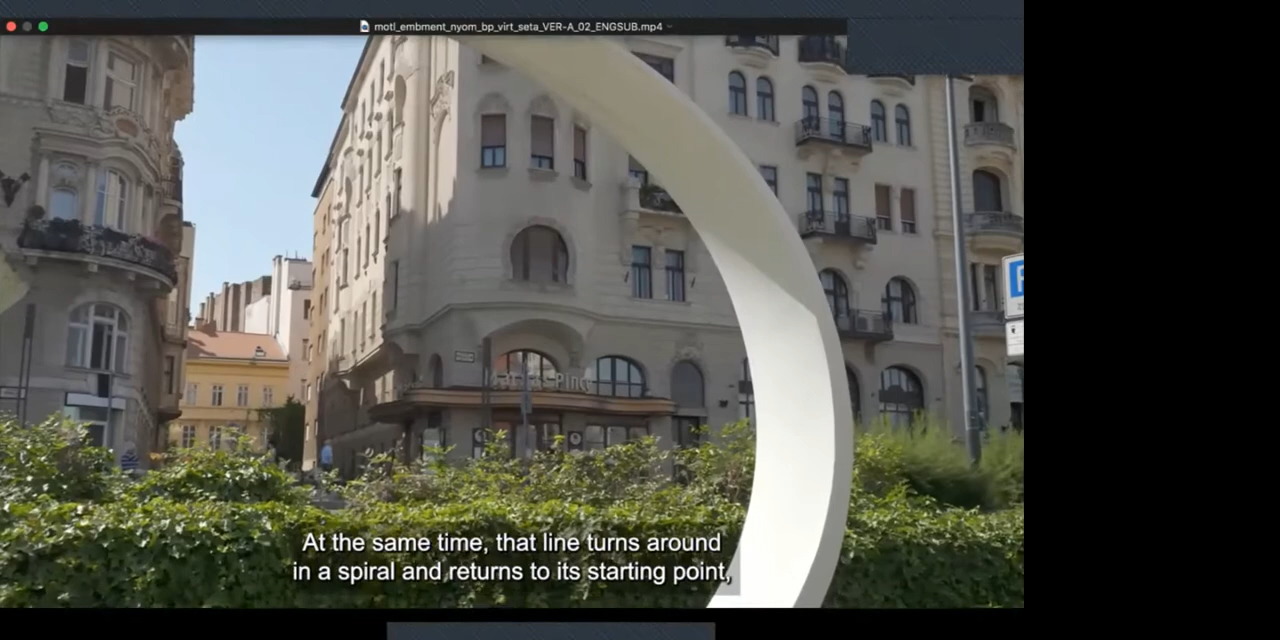 motl_embment_nyom_bp_virt_seta_VER-A_02_ENGSUB.mp4
P
At the same time, that line turns around
in a spiral and returns to its starting point,